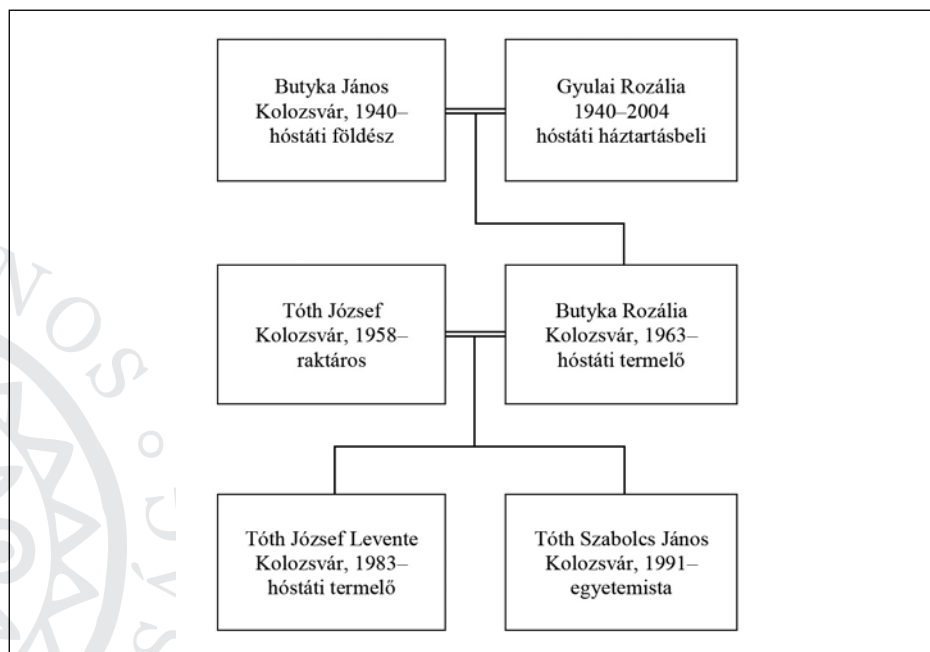 Butyka János
Kolozsvár, 1940–
hóstáti földész
Gyulai Rozália
1940–2004
hóstáti háztartásbeli
Tóth József
Kolozsvár, 1958–
raktáros
Butyka Rozália
Kolozsvár, 1963–
hóstáti termelő
Tóth József Levente
Kolozsvár, 1983–
hóstáti termelő
Tóth Szabolcs János
Kolozsvár, 1991–
egyetemista